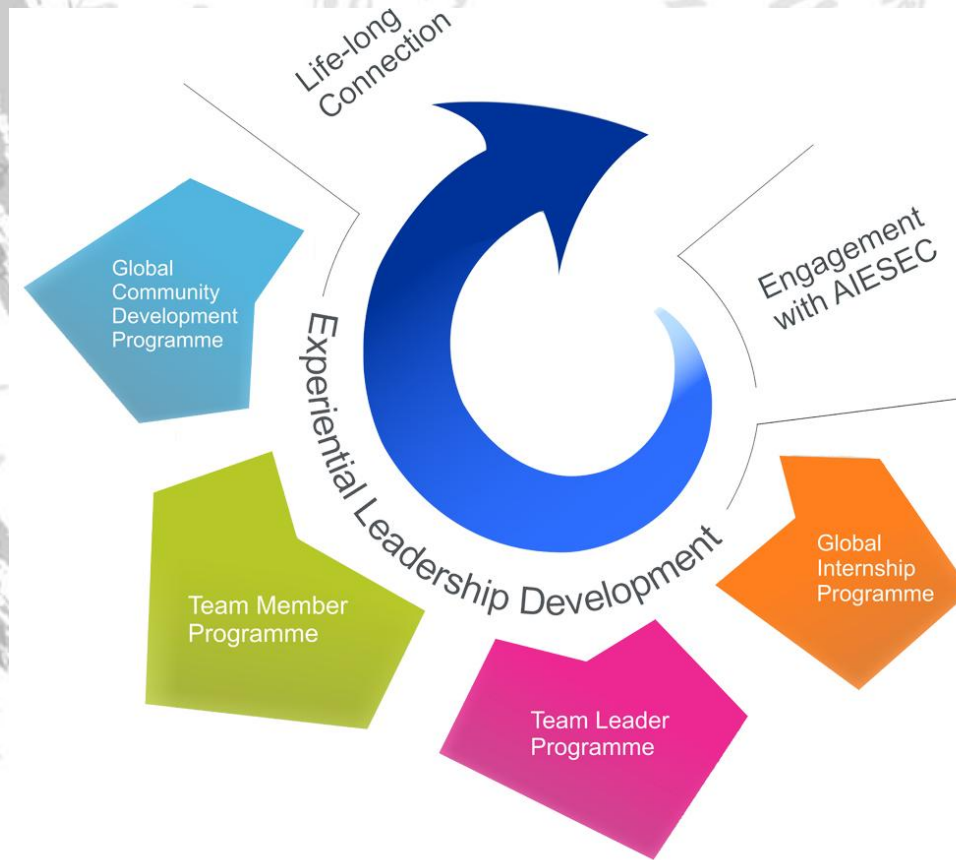 Life-long
Connection
Engagement
with AIESEC
Global
Community
Development
Programme
Experiential Leadership Development
Team Member
Programme
Team Leader
Programme
Global
Internship
Programme